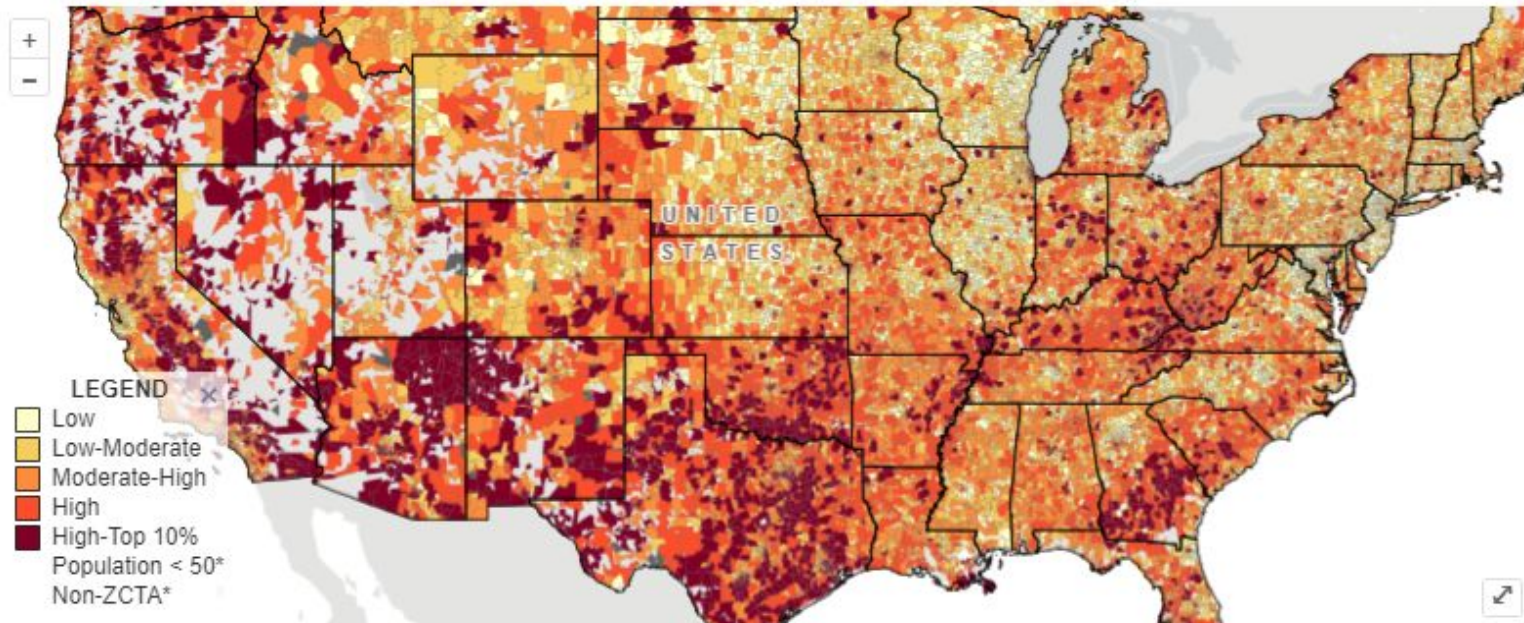 +
−
UNITED
STATES
LEGEND
Low
Low-Moderate
Moderate-High
High
High-Top 10%
Population < 50*
Non-ZCTA*